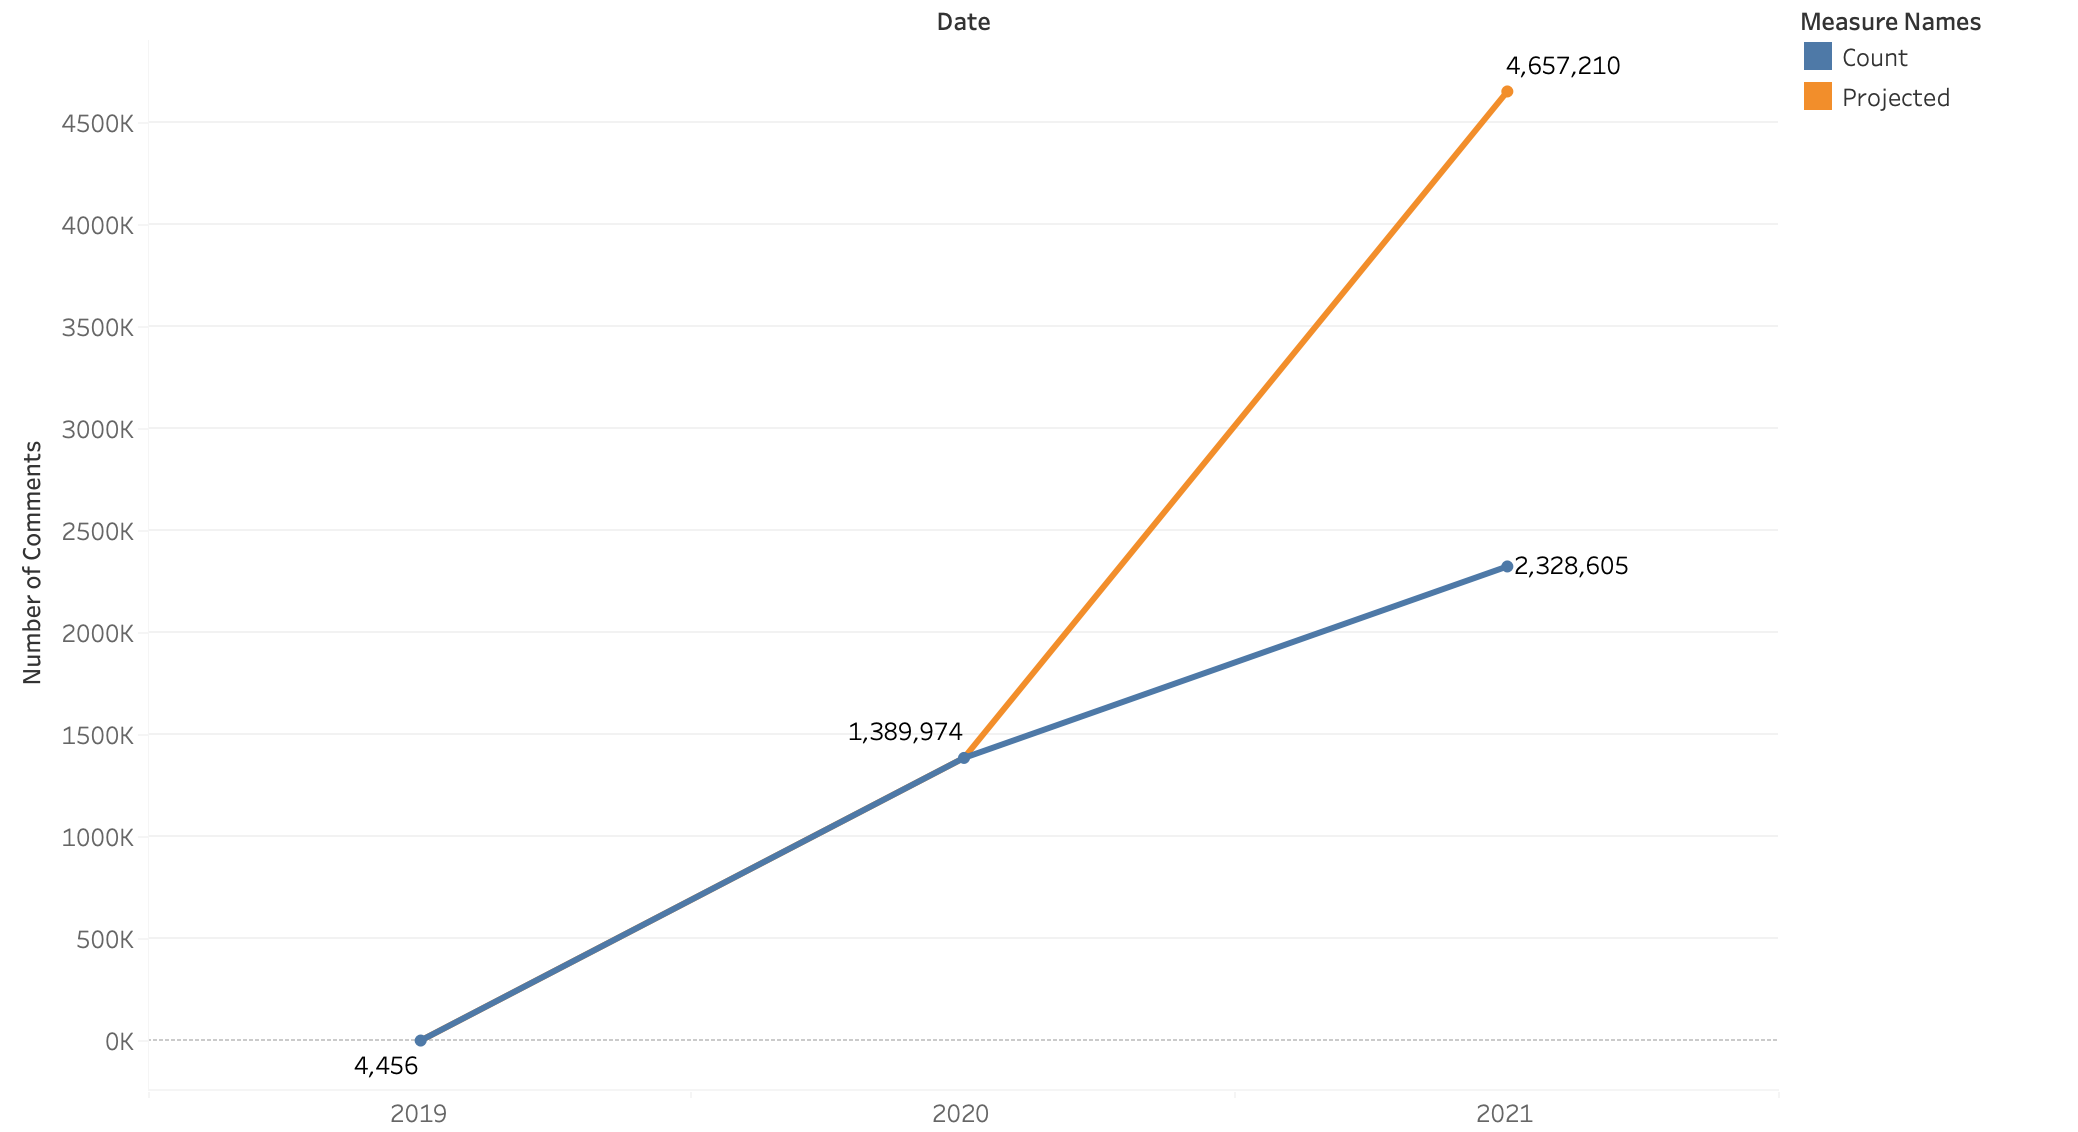 Date
Measure Names
Count
Projected
4,657,210
4500K
4000K
3500K
3000K
2500K
2000K
1500K
1000K
500K
0K
Number of Comments
2,328,605
1,389,974
4,456
2019
2020
2021